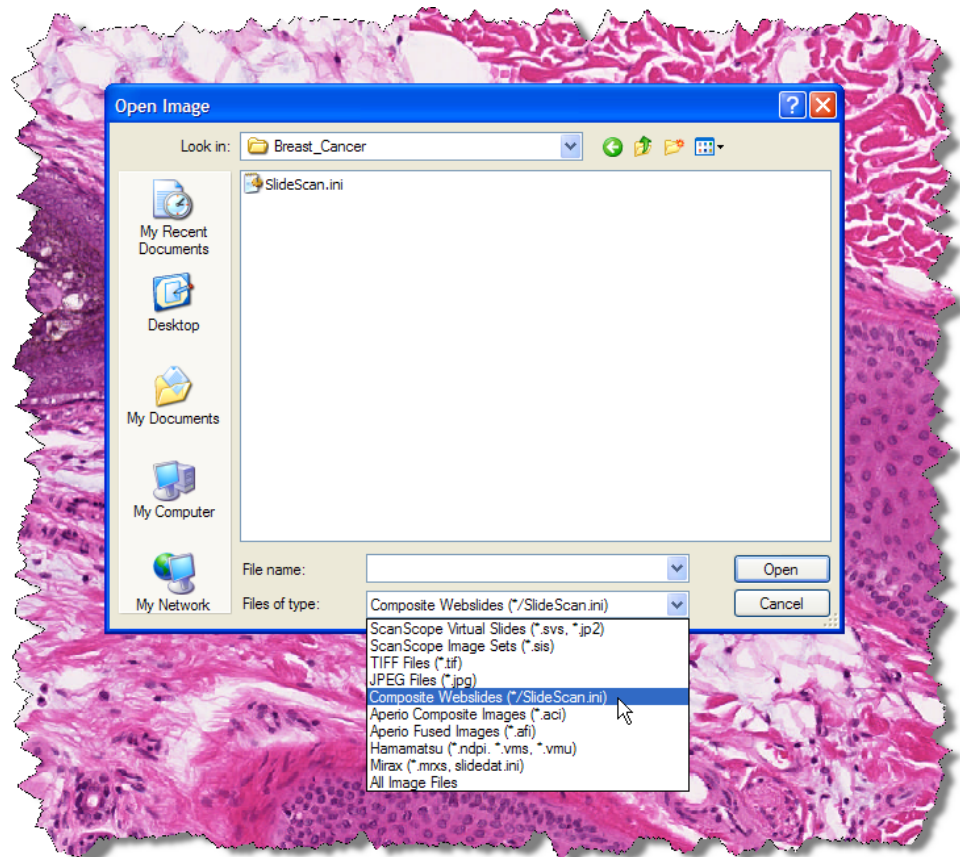 Open Image
Look in: Breast_Cancer
SlideScan.ini
My Recent
Documents
Desktop
My Documents
My Computer
My Network
File name:
Open
Files of type: Composite Webslides (*/SlideScan.ini)
Cancel
ScanScope Virtual Slides (*.svs, *.jp2)
ScanScope Image Sets (*.sis)
TIFF Files (*.tif)
JPEG Files (*.jpg)
Composite Webslides (*/SlideScan.ini)
Aperio Composite Images (*.aci)
Aperio Fused Images (*.afi)
Hamamatsu (*.ndpi. *.vms, *.vmu)
Mirax (*.mrxs, slidedat.ini)
All Image Files